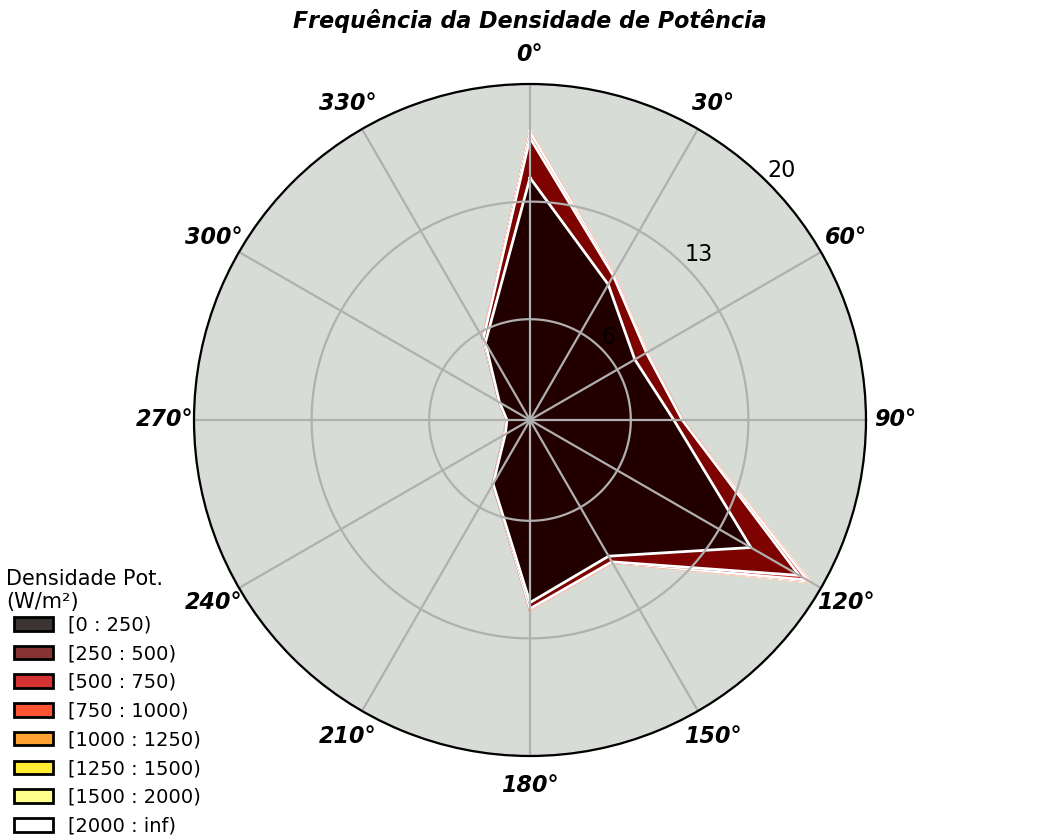 Frequência da Densidade de Potência
0°
330°
30°
20
300°
60°
13
6
270°
90°
240°
120°
210°
150°
180°
Densidade Pot.
(W/m²)
[0 : 250)
[250 : 500)
[500 : 750)
[750 : 1000)
[1000 : 1250)
[1250 : 1500)
[1500 : 2000)
[2000 : inf)